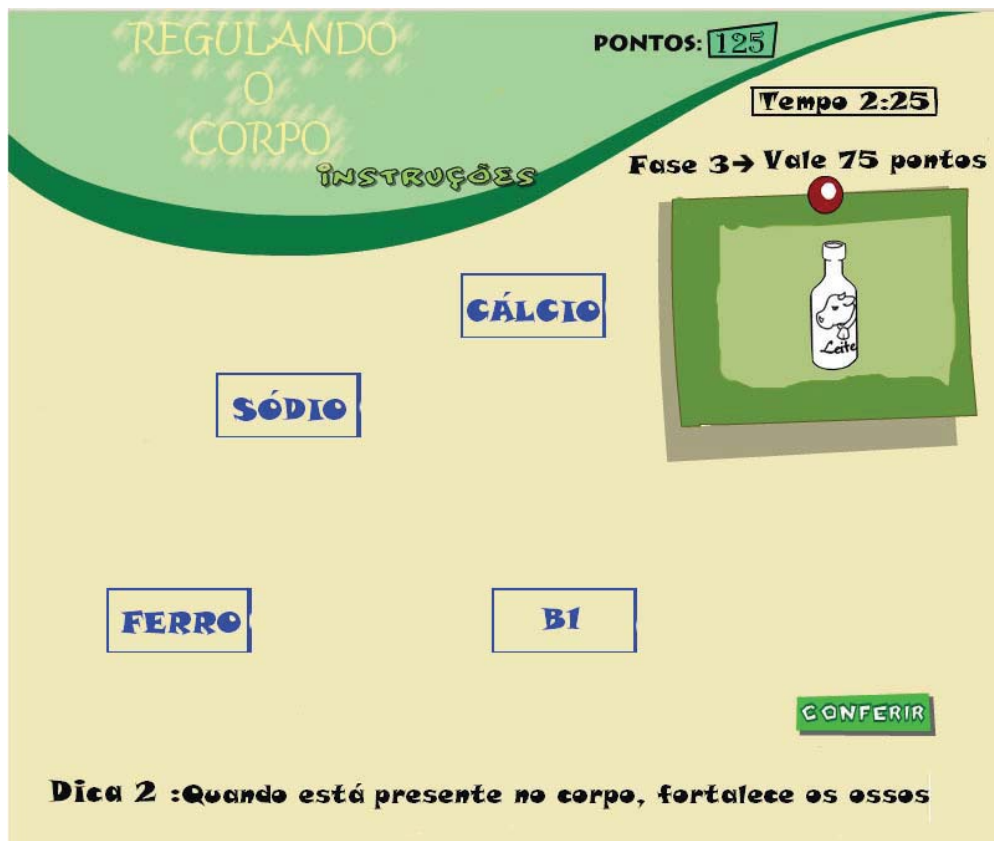 REGULANDO
O
CORPO
INSTRUÇÕES
PONTOS: 125
Tempo 2:25
Fase 3→ Vale 75 pontos
Leite
CÁLCIO
SÓDIO
FERRO
B1
CONFERIR
Dica 2 :Quando está presente no corpo, fortalece os ossos